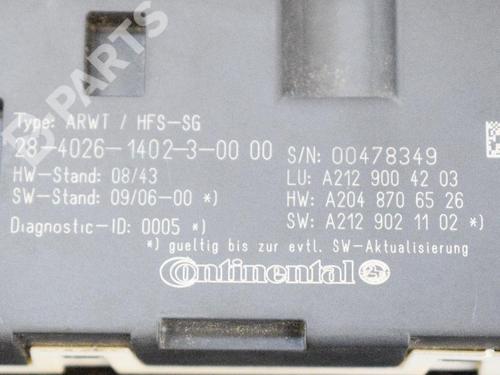 B-PARTS
Type: ARWT / HFS-SG
28-4026-1402-3-00 00
HW-Stand: 08/43
SW-Stand: 09/06-00 *)
Diagnostic-ID: 0005 *)
S/N: 00478349
LU: A212 900 42 03
HW: A204 870 65 26
SW: A212 902 11 02 *)
*) gueltig bis zur evtl. SW-Aktualisierung
Continental